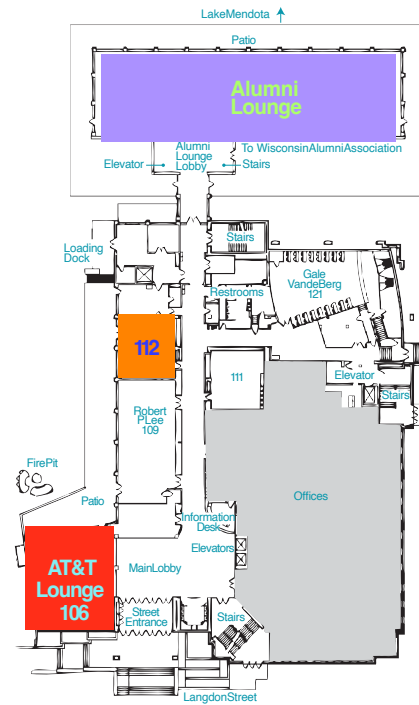 LakeMendota
Patio
Alumni
Lounge
Alumni
Lounge
Lobby
To WisconsinAlumniAssociation
Elevator
Stairs
Stairs
Loading
Dock
Gale
VandeBerg
121
Restrooms
112
111
Elevator
Stairs
Robert
PLee
109
FirePit
Patio
Offices
Information
Desk
AT&T
Lounge
106
MainLobby
Elevators
Street
Entrance
Stairs
LangdonStreet